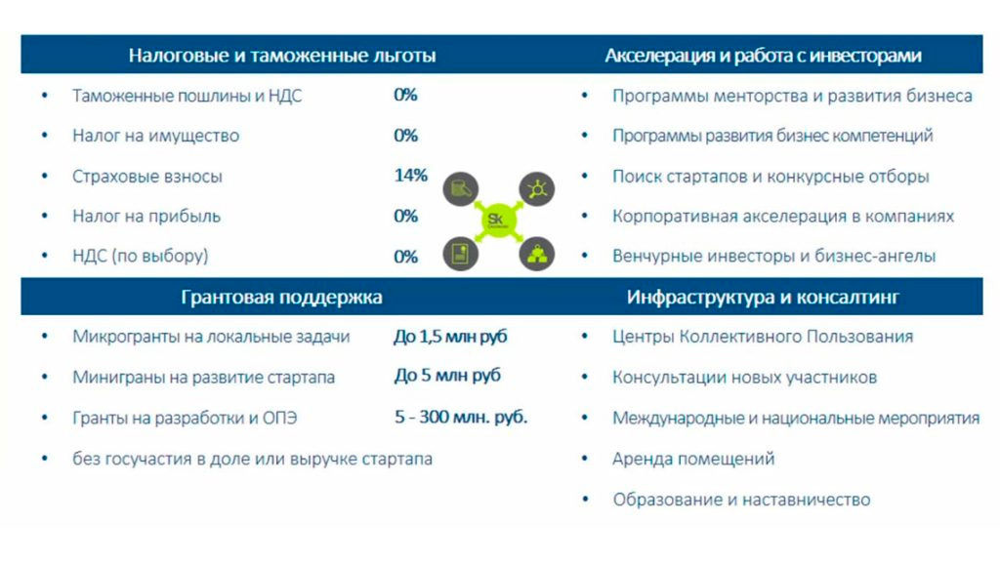 Налоговые и таможенные льготы
Таможенные пошлины и НДС 0%
Налог на имущество 0%
Страховые взносы 14%
Налог на прибыль 0%
НДС (по выбору) 0%
Акселерация и работа с инвесторами
Программы менторства и развития бизнеса
Программы развития бизнес компетенций
Поиск стартапов и конкурсные отборы
Корпоративная акселерация в компаниях
Венчурные инвесторы и бизнес-ангелы
Sk
Грантовая поддержка
Микрогранты на локальные задачи До 1,5 млн руб
Миниграны на развитие стартапа До 5 млн руб
Гранты на разработки и ОПЭ 5 - 300 млн. руб.
без госучастия в доле или выручке стартапа
Инфраструктура и консалтинг
Центры Коллективного Пользования
Консультации новых участников
Международные и национальные мероприятия
Аренда помещений
Образование и наставничество